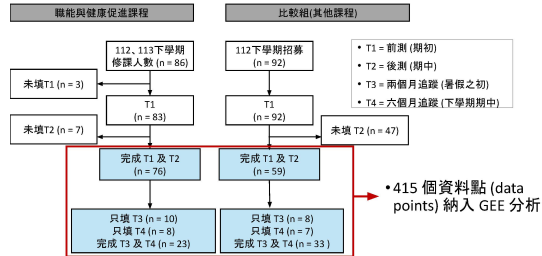 職能與健康促進課程
比較組(其他課程)
112、113下學期
修課人數 (n = 86)
112下學期招募
(n = 92)
• T1 = 前測 (期初)
• T2 = 後測 (期中)
• T3 = 兩個月追蹤 (暑假之初)
• T4 = 六個月追蹤 (下學期期中)
未填T1 (n = 3)
T1
(n = 83)
T1
(n = 92)
未填T2 (n = 7)
未填 T2 (n = 47)
完成 T1 及 T2
(n = 76)
完成 T1 及 T2
(n = 59)
只填 T3 (n = 10)
只填 T4 (n = 8)
完成 T3 及 T4 (n = 23)
只填 T3 (n = 8)
只填 T4 (n = 7)
完成 T3 及 T4 (n = 33 )
• 415 個資料點 (data
points) 納入 GEE 分析